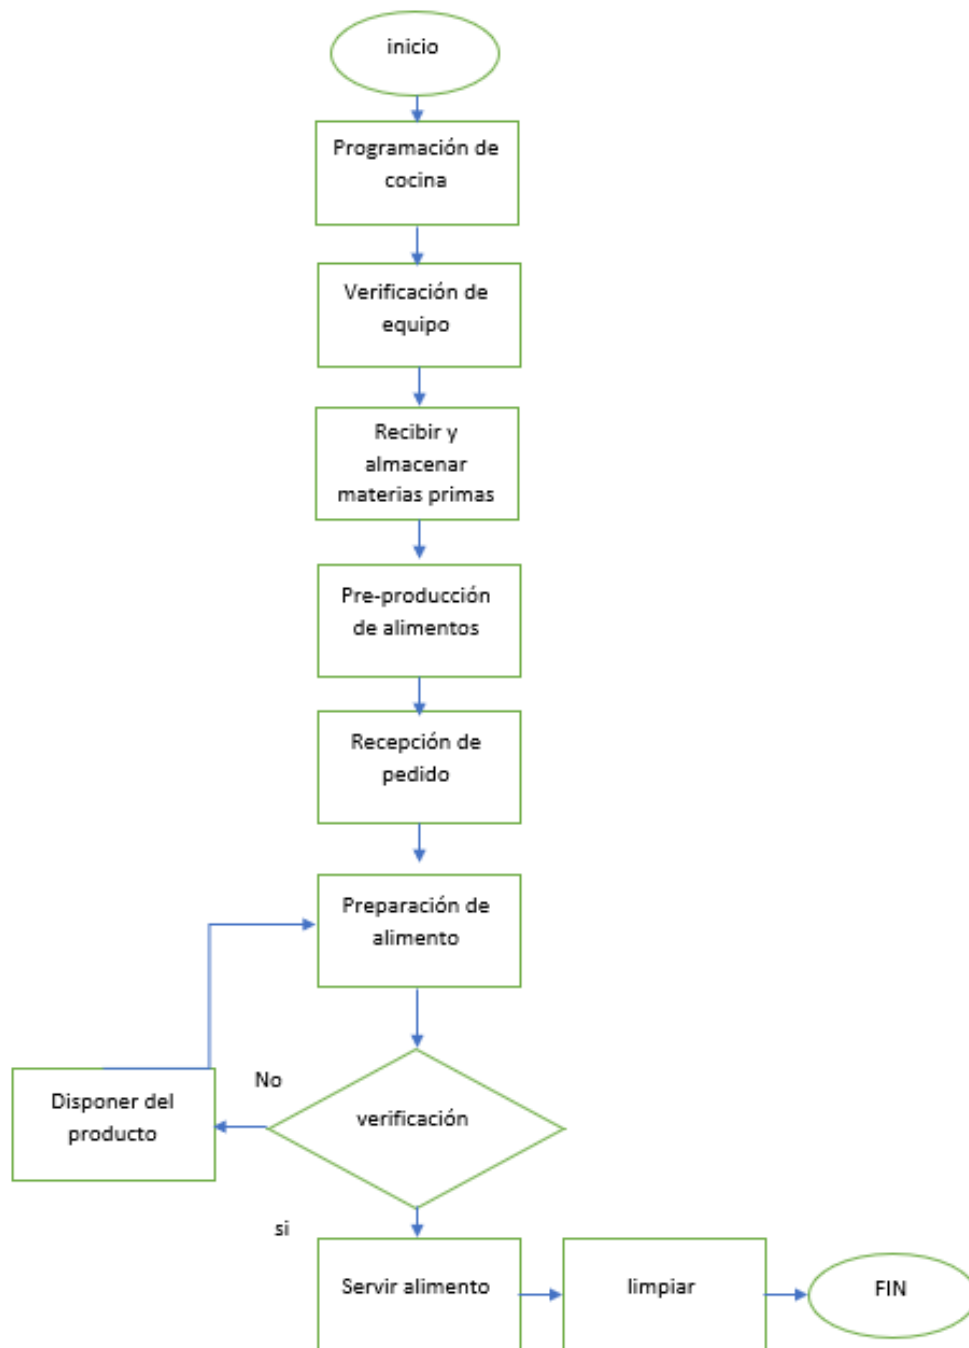 inicio
Programación de
cocina
Verificación de
equipo
Recibir y
almacenar
materias primas
Pre-producción
de alimentos
Recepción de
pedido
Preparación de
alimento
No
verificación
Disponer del
producto
si
Servir alimento
limpiar
FIN